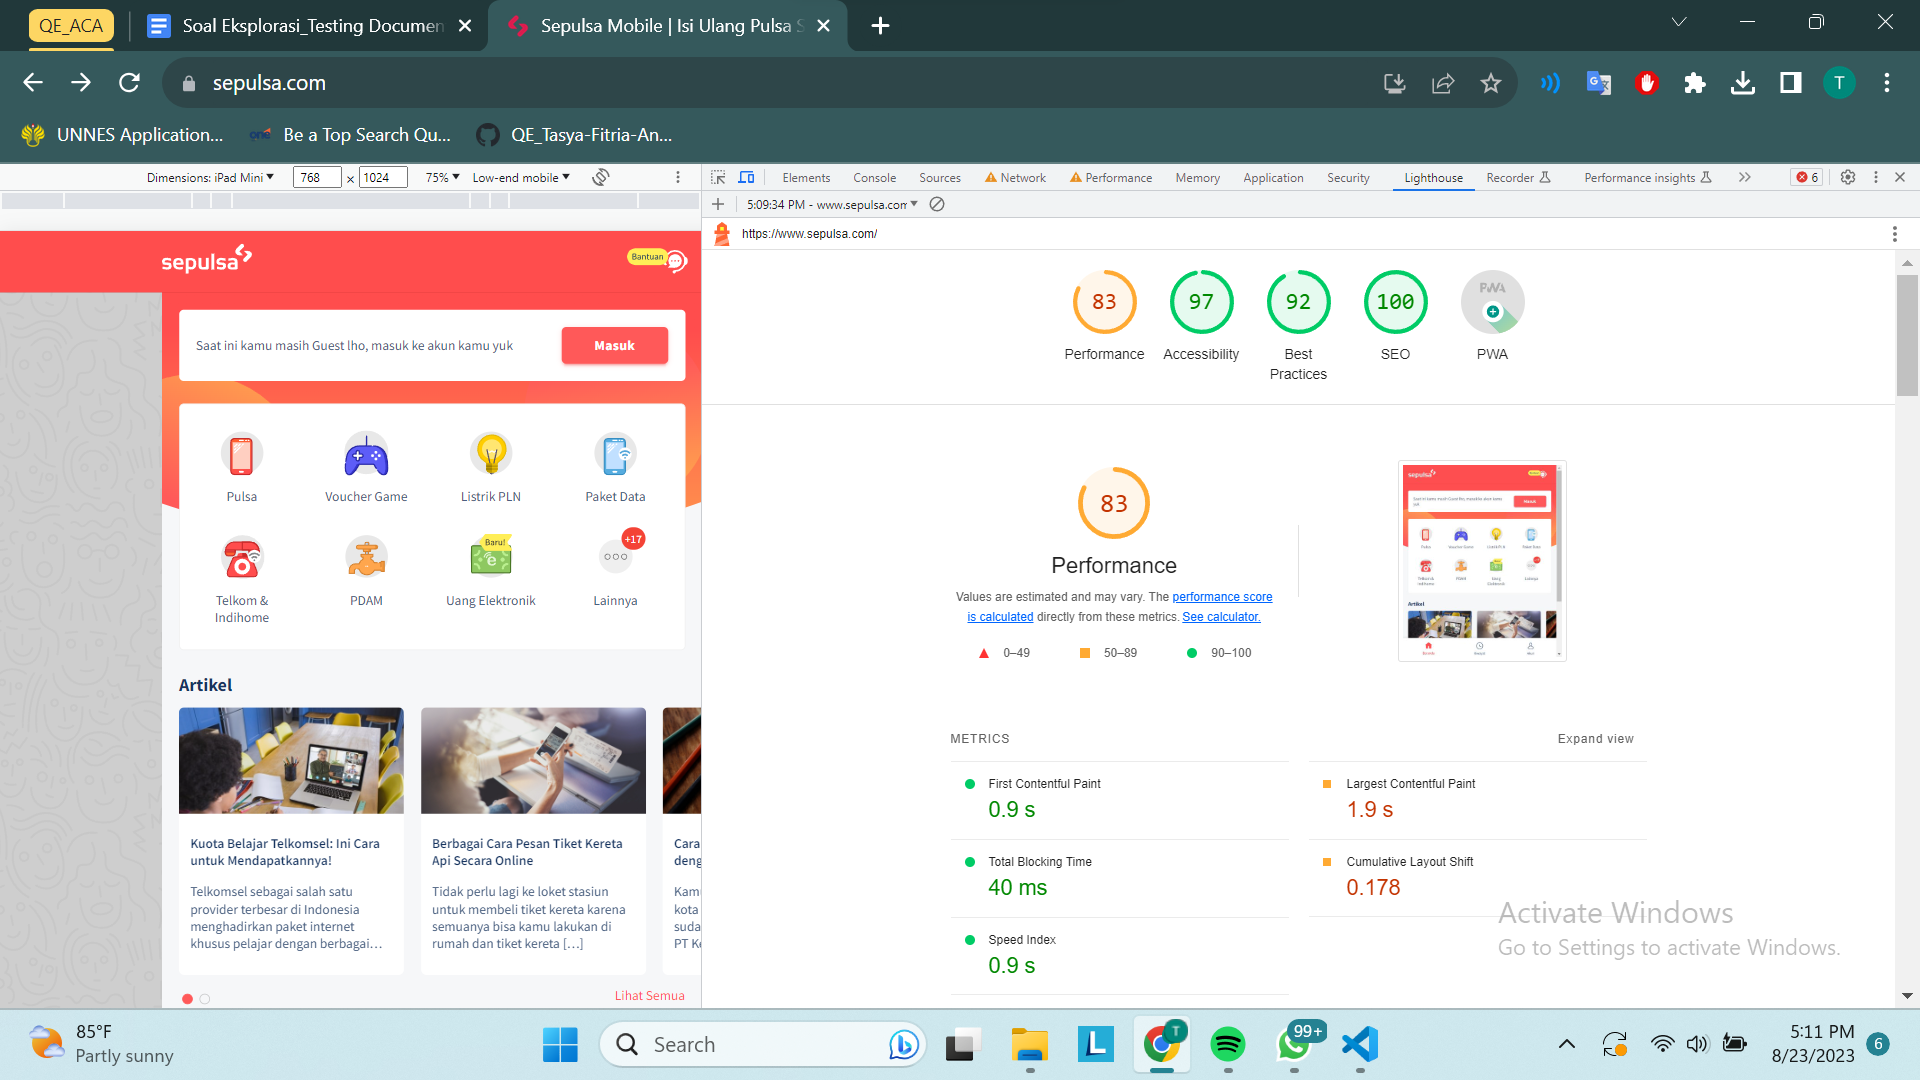 QE_ACA
Soal Eksplorasi_Testing Documen
Sepulsa Mobile | Isi Ulang Pulsa S
sepulsa.com
T
UNNES Application...
one
Be a Top Search Qu...
QE_Tasya-Fitria-An...
Dimensions: iPad Mini
768 x 1024
75%
Low-end mobile
Elements
Console
Sources
Network
Performance
Memory
Application
Security
Lighthouse
Recorder
Performance insights
6
5:09:34 PM - www.sepulsa.com
https://www.sepulsa.com/
sepulsa
Bantuan
Saat ini kamu masih Guest lho, masuk ke akun kamu yuk
Masuk
Pulsa
Voucher Game
Listrik PLN
Paket Data
Baru!
+17
Telkom &
Indihome
PDAM
Uang Elektronik
Lainnya
Artikel
Kuota Belajar Telkomsel: Ini Cara
untuk Mendapatkannya!
Telkomsel sebagai salah satu
provider terbesar di Indonesia
menghadirkan paket internet
khusus pelajar dengan berbagai...
Berbagai Cara Pesan Tiket Kereta
Api Secara Online
Tidak perlu lagi ke loket stasiun
untuk membeli tiket kereta karena
semuanya bisa kamu lakukan di
rumah dan tiket kereta [...]
Cara
deng
Kamu
kota
suda
PT Ke
Lihat Semua
83
97
92
100
PWA
Performance
Accessibility
Best
Practices
SEO
PWA
83
Performance
Values are estimated and may vary. The performance score
is calculated directly from these metrics. See calculator.
0–49
50–89
90–100
METRICS
Expand view
First Contentful Paint
0.9 s
Largest Contentful Paint
1.9 s
Total Blocking Time
40 ms
Cumulative Layout Shift
0.178
Speed Index
0.9 s
Activate Windows
Go to Settings to activate Windows.
85°F
Partly sunny
Search
L
T
99+
5:11 PM
8/23/2023
6